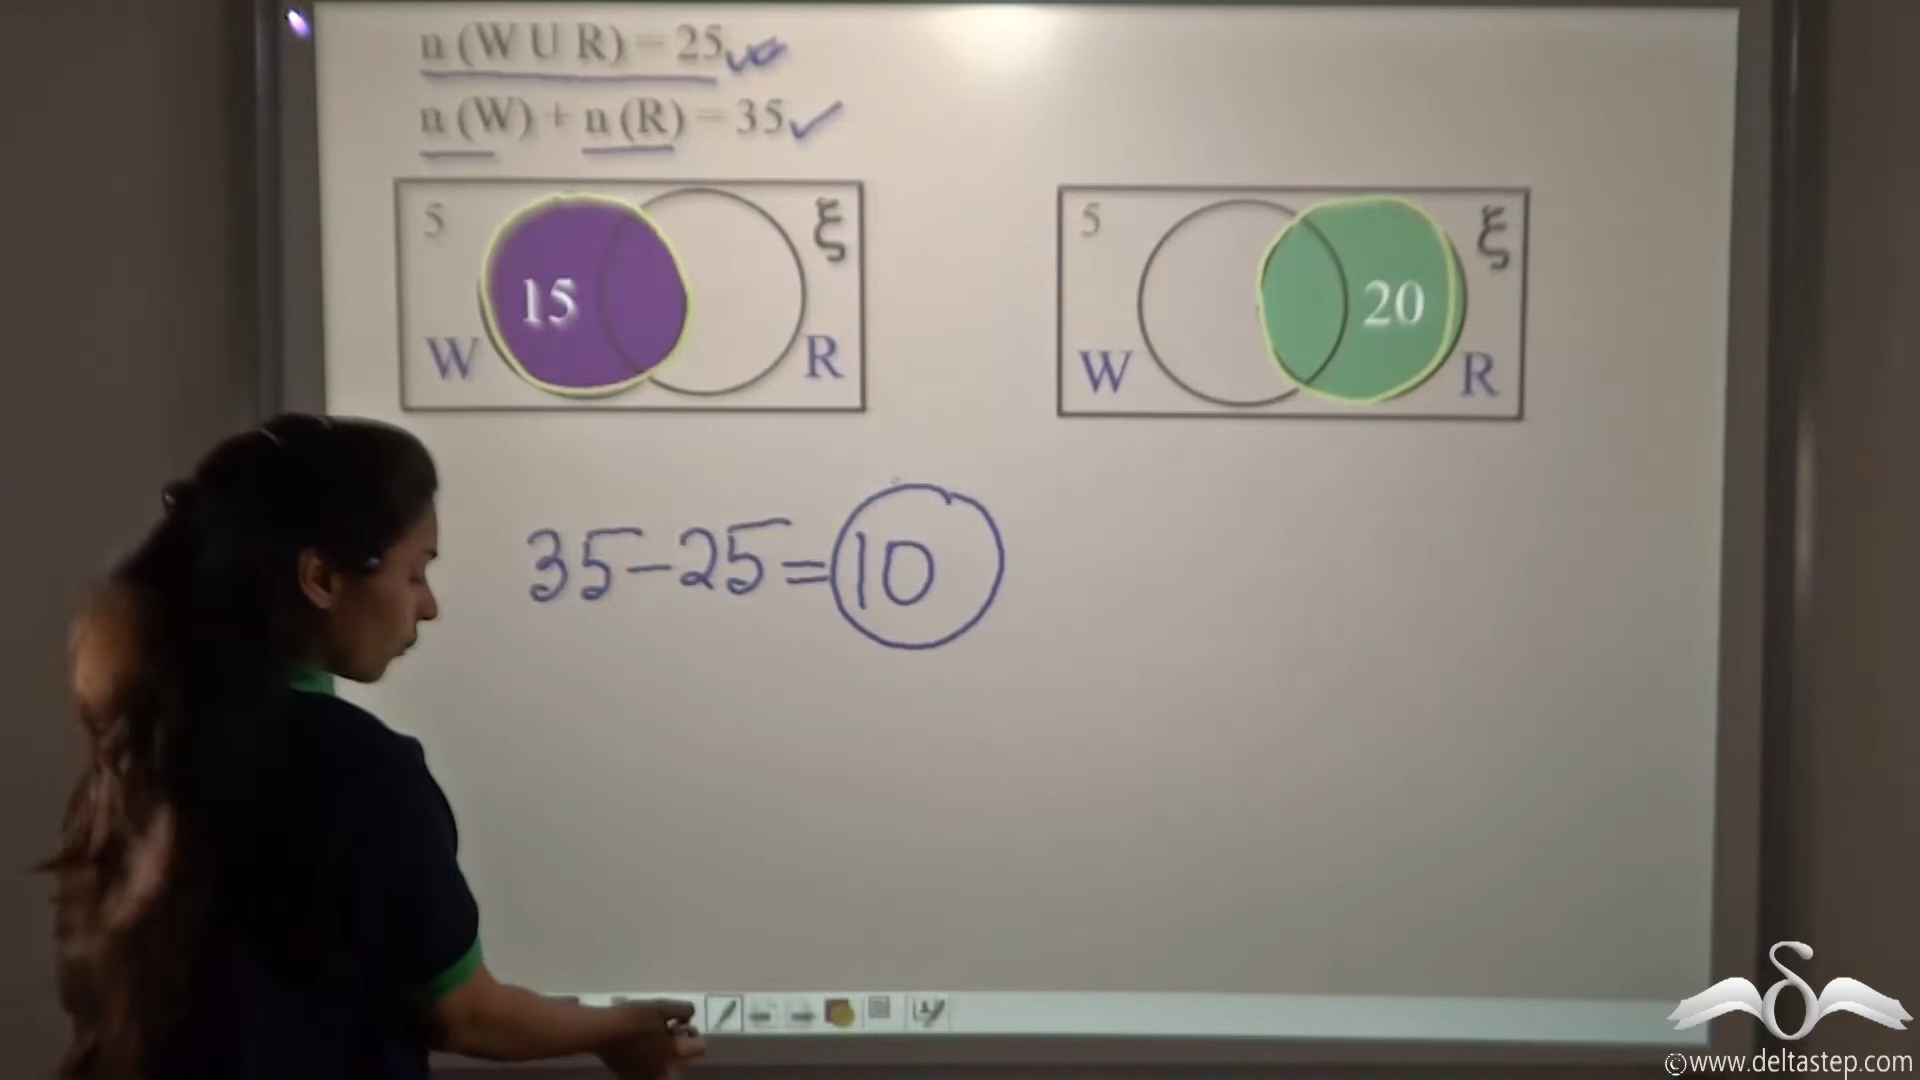 n (W U R) = 25
n (W) + n (R) = 35
5
15
W
R
ξ
5
20
W
R
ξ
35-25=10
©www.deltastep.com